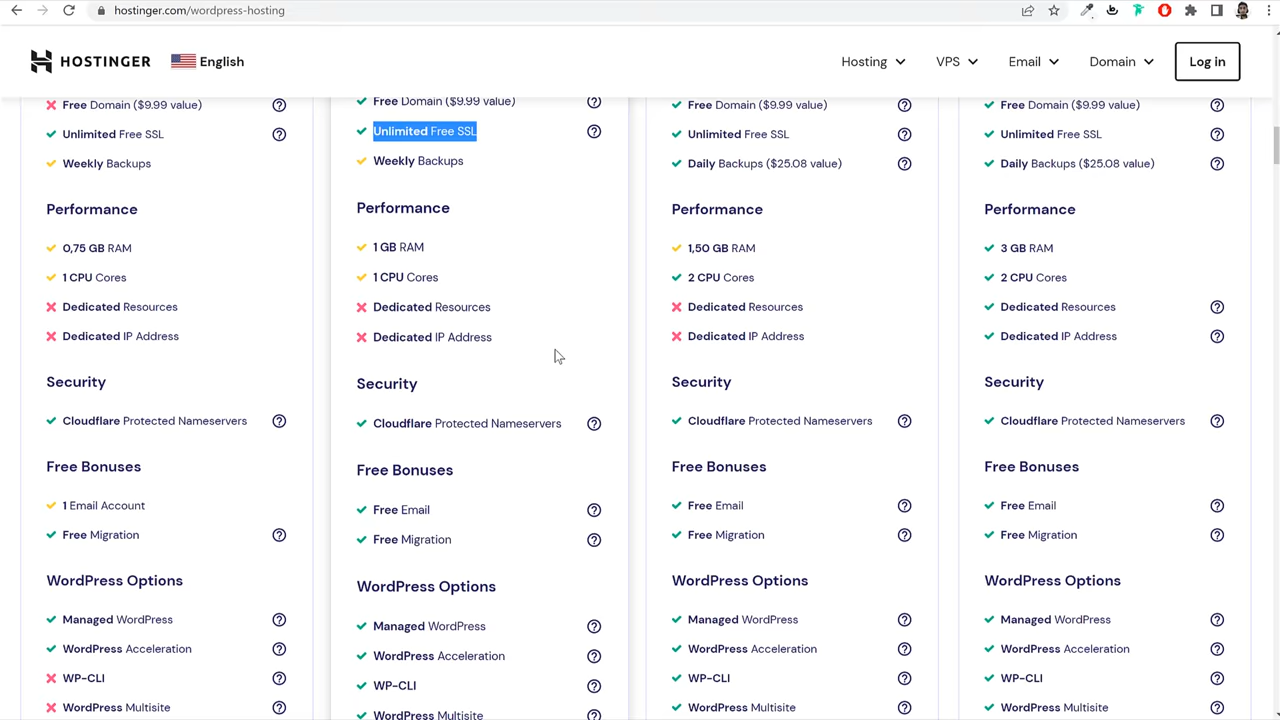 hostinger.com/wordpress-hosting
HOSTINGER
English
Hosting
VPS
Email
Domain
Log in
Free Domain ($9.99 value)
Unlimited Free SSL
Weekly Backups
Performance
0,75 GB RAM
1 CPU Cores
Dedicated Resources
Dedicated IP Address
Security
Cloudflare Protected Nameservers
Free Bonuses
1 Email Account
Free Migration
WordPress Options
Managed WordPress
WordPress Acceleration
WP-CLI
WordPress Multisite
Free Domain ($9.99 value)
Unlimited Free SSL
Weekly Backups
Performance
1 GB RAM
1 CPU Cores
Dedicated Resources
Dedicated IP Address
Security
Cloudflare Protected Nameservers
Free Bonuses
Free Email
Free Migration
WordPress Options
Managed WordPress
WordPress Acceleration
WP-CLI
WordPress Multisite
Free Domain ($9.99 value)
Unlimited Free SSL
Daily Backups ($25.08 value)
Performance
1,50 GB RAM
2 CPU Cores
Dedicated Resources
Dedicated IP Address
Security
Cloudflare Protected Nameservers
Free Bonuses
Free Email
Free Migration
WordPress Options
Managed WordPress
WordPress Acceleration
WP-CLI
WordPress Multisite
Free Domain ($9.99 value)
Unlimited Free SSL
Daily Backups ($25.08 value)
Performance
3 GB RAM
2 CPU Cores
Dedicated Resources
Dedicated IP Address
Security
Cloudflare Protected Nameservers
Free Bonuses
Free Email
Free Migration
WordPress Options
Managed WordPress
WordPress Acceleration
WP-CLI
WordPress Multisite